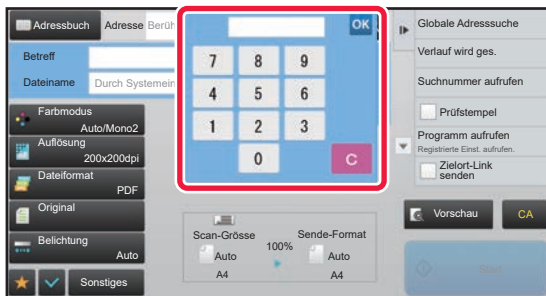 Adressbuch
Adresse
Berüh
OK
Globale Adresssuche
Betreff
Verlauf wird ges.
Dateiname
Durch Systemein
Suchnummer aufrufen
7 8 9
4 5 6
1 2 3
0 C
Prüfstempel
Programm aufrufen
Registrierte Einst. aufrufen.
Zielort-Link
senden
Farbmodus
Auto/Mono2
Auflösung
200x200dpi
Dateiformat
PDF
Original
Belichtung
Auto
Sonstiges
Scan-Grösse
Auto
A4
100%
Sende-Format
Auto
A4
Vorschau
CA
Start